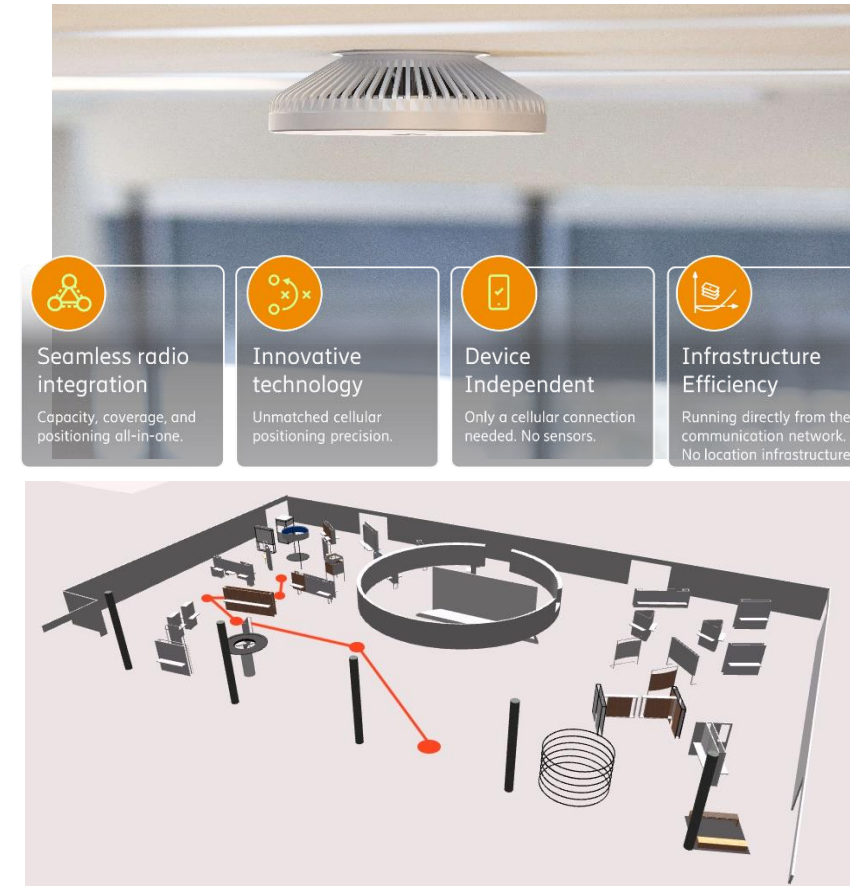 Seamless radio
integration
Capacity, coverage, and
positioning all-in-one.
Innovative
technology
Unmatched cellular
positioning precision.
Device
Independent
Only a cellular connection
needed. No sensors.
Infrastructure
Efficiency
Running directly from the
communication network.
No location infrastructure